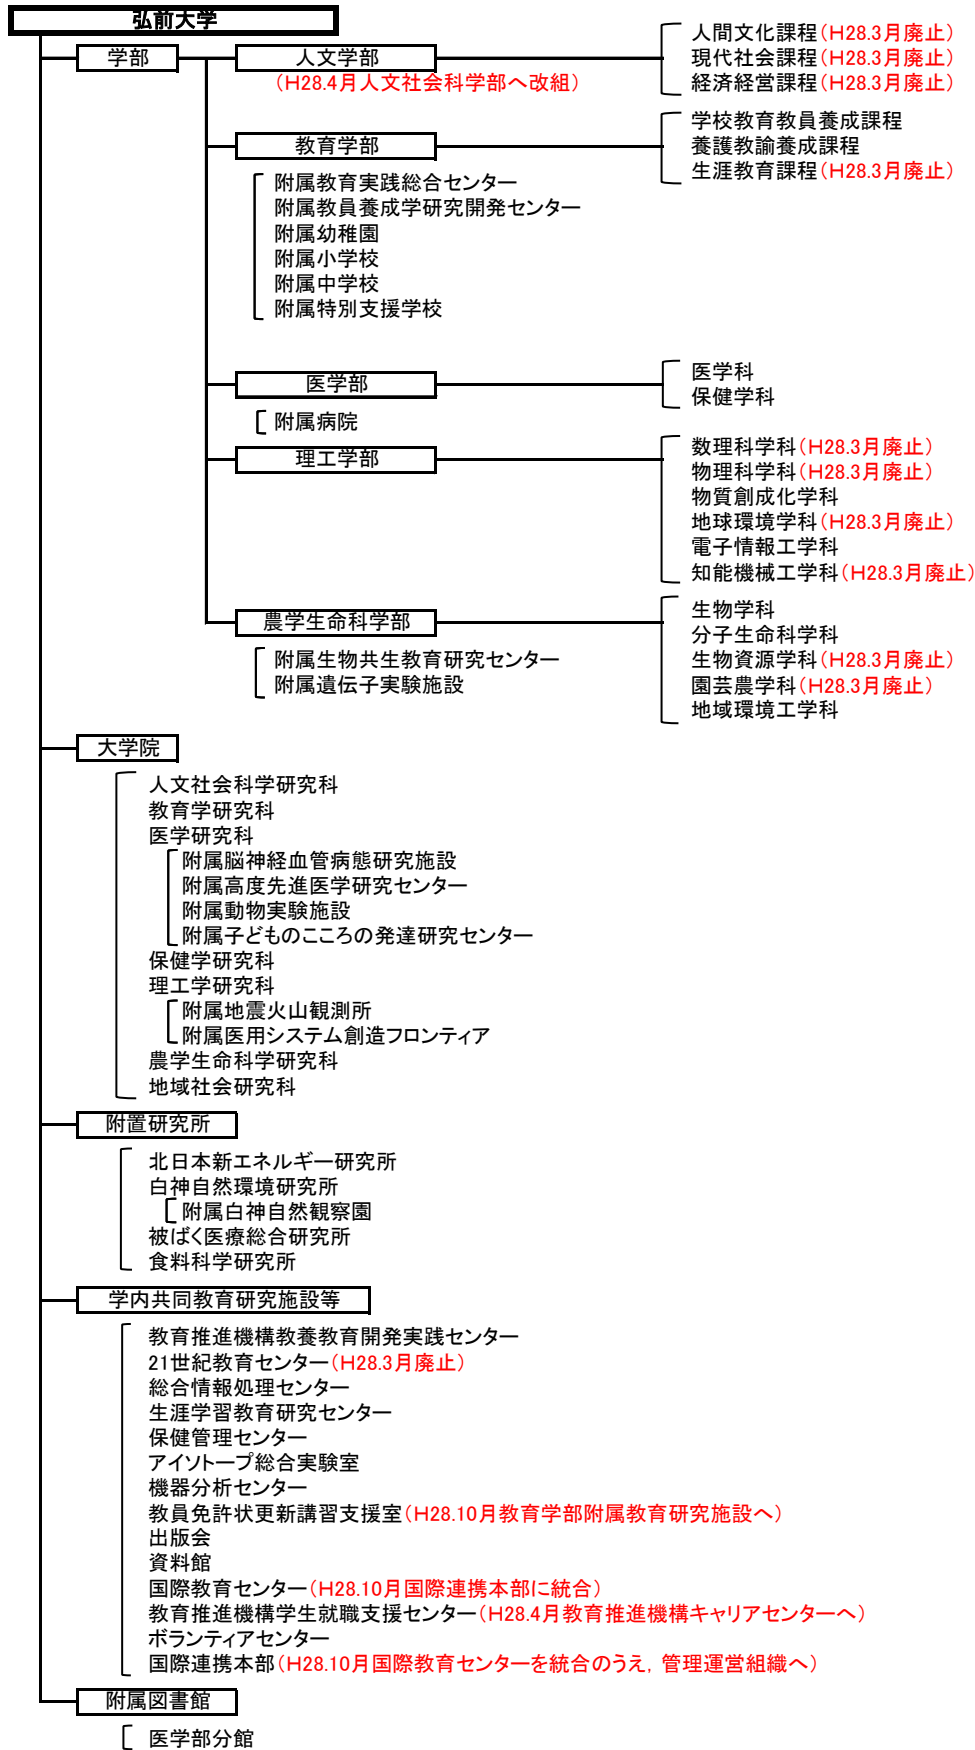 弘前大学
学部
人文学部
（H28.4月人文社会科学部へ改組）
人間文化課程（H28.3月廃止）
現代社会課程（H28.3月廃止）
経済経営課程（H28.3月廃止）
教育学部
学校教育教員養成課程
養護教諭養成課程
生涯教育課程（H28.3月廃止）
附属教育実践総合センター
附属教員養成学研究開発センター
附属幼稚園
附属小学校
附属中学校
附属特別支援学校
医学部
医学科
保健学科
附属病院
理工学部
数理科学科（H28.3月廃止）
物理科学科（H28.3月廃止）
物質創成化学科
地球環境学科（H28.3月廃止）
電子情報工学科
知能機械工学科（H28.3月廃止）
農学生命科学部
生物学科
分子生命科学科
生物資源学科（H28.3月廃止）
園芸農学科（H28.3月廃止）
地域環境工学科
附属生物共生教育研究センター
附属遺伝子実験施設
大学院
人文社会科学研究科
教育学研究科
医学研究科
附属脳神経血管病態研究施設
附属高度先進医学研究センター
附属動物実験施設
附属子どものこころの発達研究センター
保健学研究科
理工学研究科
附属地震火山観測所
附属医用システム創造フロンティア
農学生命科学研究科
地域社会研究科
附置研究所
北日本新エネルギー研究所
白神自然環境研究所
附属白神自然観察園
被ばく医療総合研究所
食料科学研究所
学内共同教育研究施設等
教育推進機構教養教育開発実践センター
21世紀教育センター（H28.3月廃止）
総合情報処理センター
生涯学習教育研究センター
保健管理センター
アイソトープ総合実験室
機器分析センター
教員免許状更新講習支援室（H28.10月教育学部附属教育研究施設へ）
出版会
資料館
国際教育センター（H28.10月国際連携本部に統合）
教育推進機構学生就職支援センター（H28.4月教育推進機構キャリアセンターへ）
ボランティアセンター
国際連携本部（H28.10月国際教育センターを統合のうえ，管理運営組織へ）
附属図書館
医学部分館